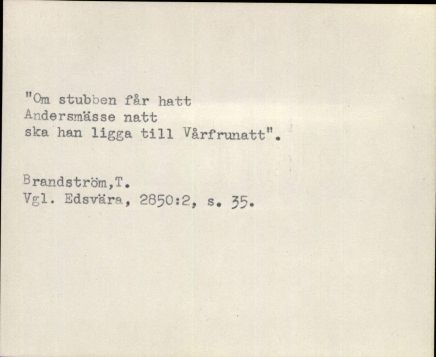 "Om stubben får hatt
Andersmässe natt
ska han ligga till Vårfrunatt".
Brandström,T.
Vgl. Edsvära, 2850:2, s. 35.